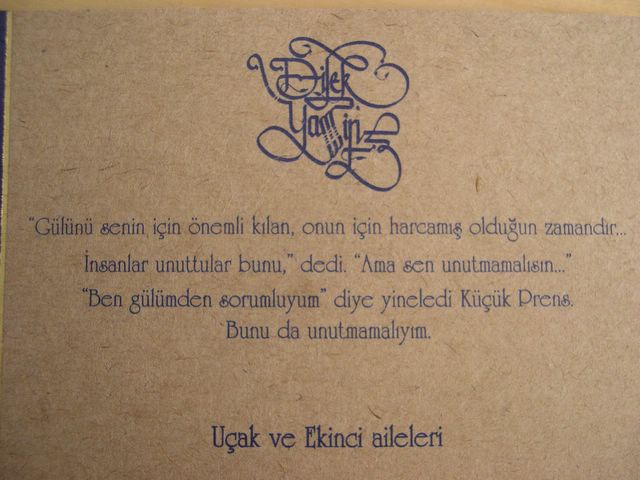 Dilek
Yasin
"Gülünü senin için önemli kılan, onun için harcamış olduğun zamandır...
İnsanlar unuttular bunu," dedi. "Ama sen unutmamalısın..."
"Ben gülümden sorumluyum" diye yineledi Küçük Prens.
Bunu da unutmamalıyım.
Uçak ve Ekinci aileleri